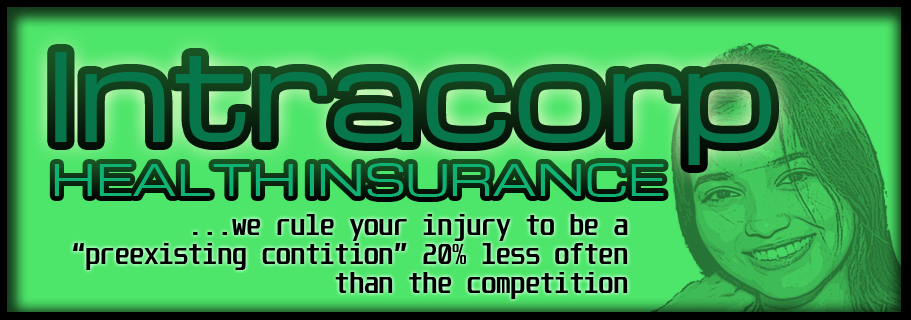 Intracorp
HEALTH INSURANCE
...we rule your injury to be a
“preexisting contition” 20% less often
than the competition